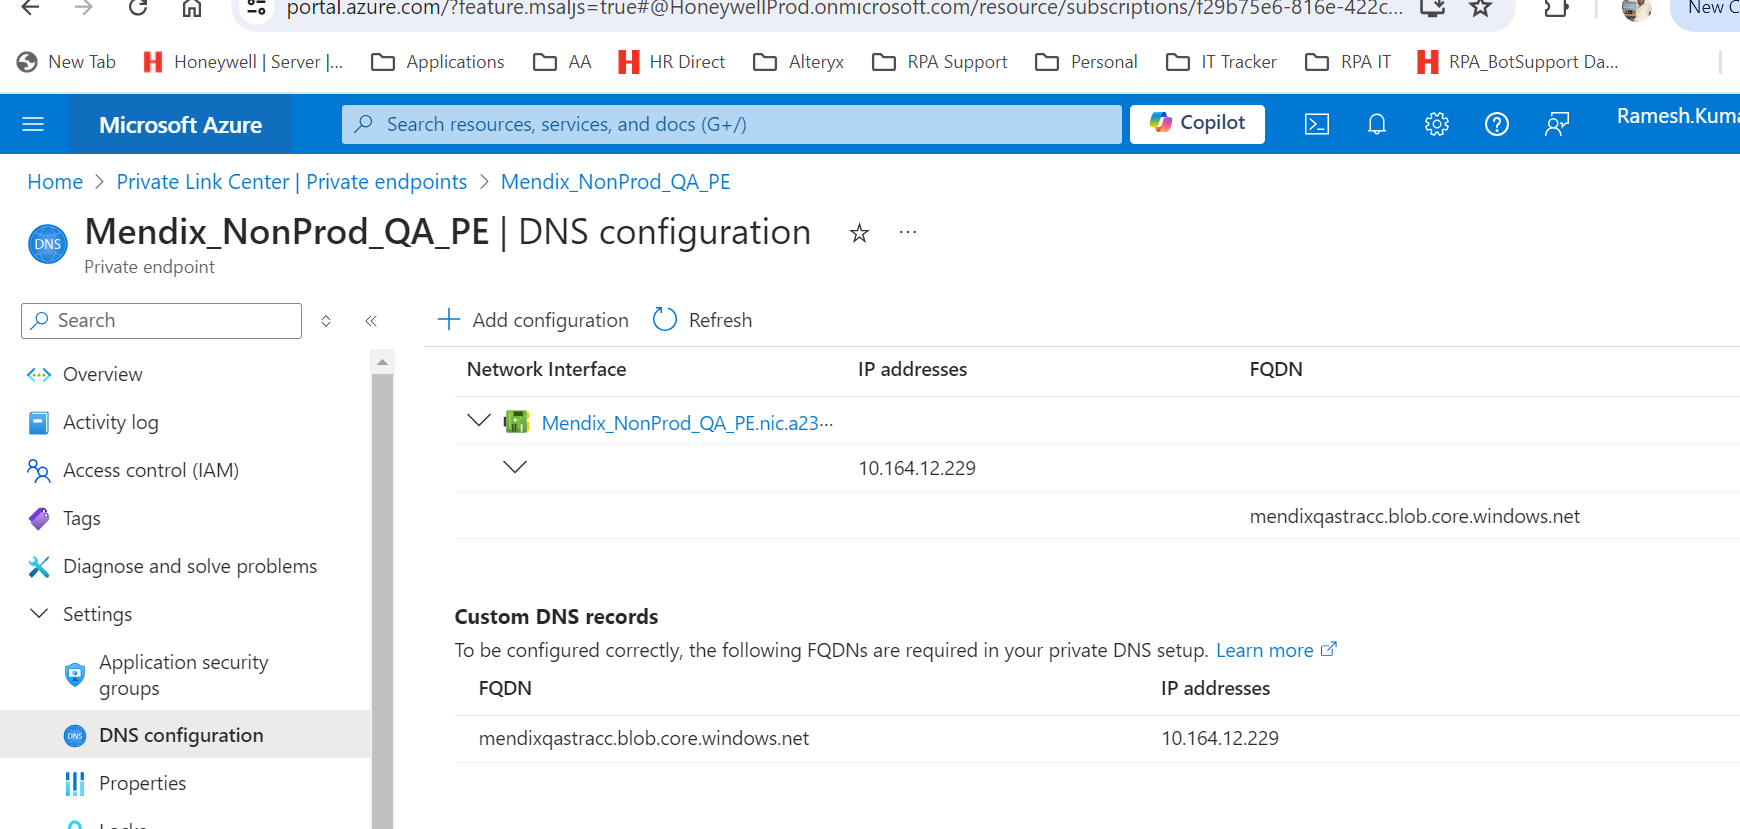 portal.azure.com/?feature.msaljs=true#@HoneywellProd.onmicrosoft.com/resource/subscriptions/f29b75e6-816e-422c...
New C
New Tab
Honeywell | Server |...
Applications
AA
HR Direct
Alteryx
RPA Support
Personal
IT Tracker
RPA IT
RPA_BotSupport Da...
Microsoft Azure
Search resources, services, and docs (G+/)
Copilot
Ramesh.Kuma
Home > Private Link Center | Private endpoints > Mendix_NonProd_QA_PE
DNS
Mendix_NonProd_QA_PE | DNS configuration
Private endpoint
Search
Add configuration
Refresh
Network Interface IP addresses FQDN
Overview
Mendix_NonProd_QA_PE.nic.a23...
Activity log
10.164.12.229
Access control (IAM)
mendixqastracc.blob.core.windows.net
Tags
Diagnose and solve problems
Settings
Custom DNS records
To be configured correctly, the following FQDNs are required in your private DNS setup. Learn more
Application security
groups
FQDN IP addresses
DNS DNS configuration
mendixqastracc.blob.core.windows.net 10.164.12.229
Properties
Locks